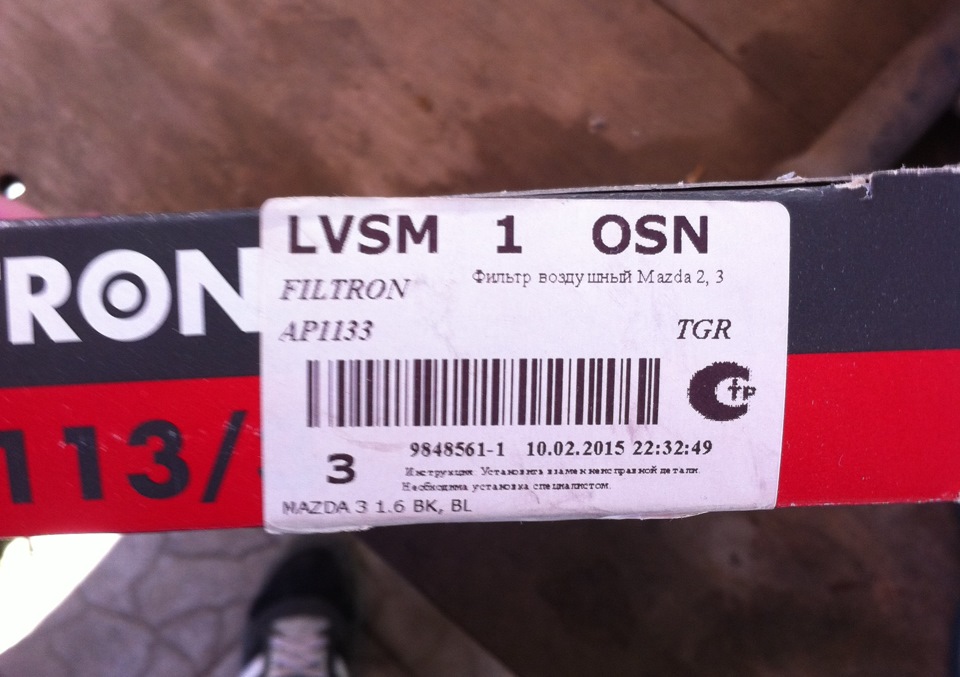 LVSM 1 OSN
Фильтр воздушный Mazda 2, 3
FILTRON
AP1133 TGR
TRON
113/
9848561-1 10.02.2015 22:32:49
3
Инструкция: Установить взамен неисправной детали.
Необходима установка специалистом.
MAZDA 3 1.6 BK, BL